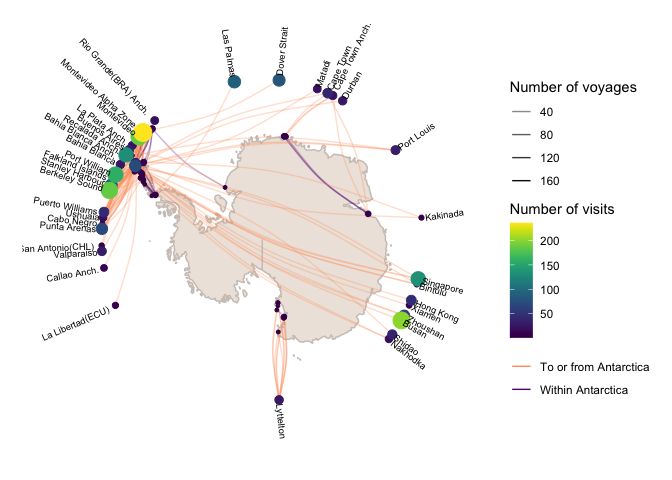 Las Palmas
Dover Strait
Matadi
Cape Town
Cape Town Anch.
Durban
Rio Grande(BRA) Anch.
Montevideo Alpha Zone
Montevideo
La Plata Anch.
Buenos Aires
Recalada Anch.
Bahia Blanca Anch.
Bahia Blanca
Port William
Falkland Islands
Stanley Harbour
Berkeley Sound
Puerto Williams
Ushuaia
Cabo Negro
Punta Arenas
San Antonio(CHL)
Valparaiso
Callao Anch.
La Libertad(ECU)
Port Louis
Kakinada
Singapore
Bintulu
Hong Kong
Xiamen
Zhoushan
Busan
Shidao
Nakhodka
Lyttelton
Number of voyages
40
80
120
160
Number of visits
200
150
100
50
To or from Antarctica
Within Antarctica